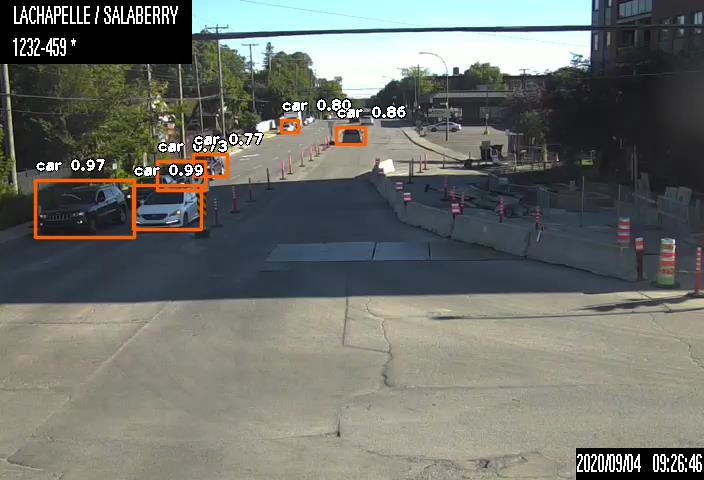 LACHAPELLE / SALABERRY
1232-459 *
car 0.80
car 0.86
car 0.77
car 0.73
car 0.97
car 0.99
2020/09/04 09:26:46